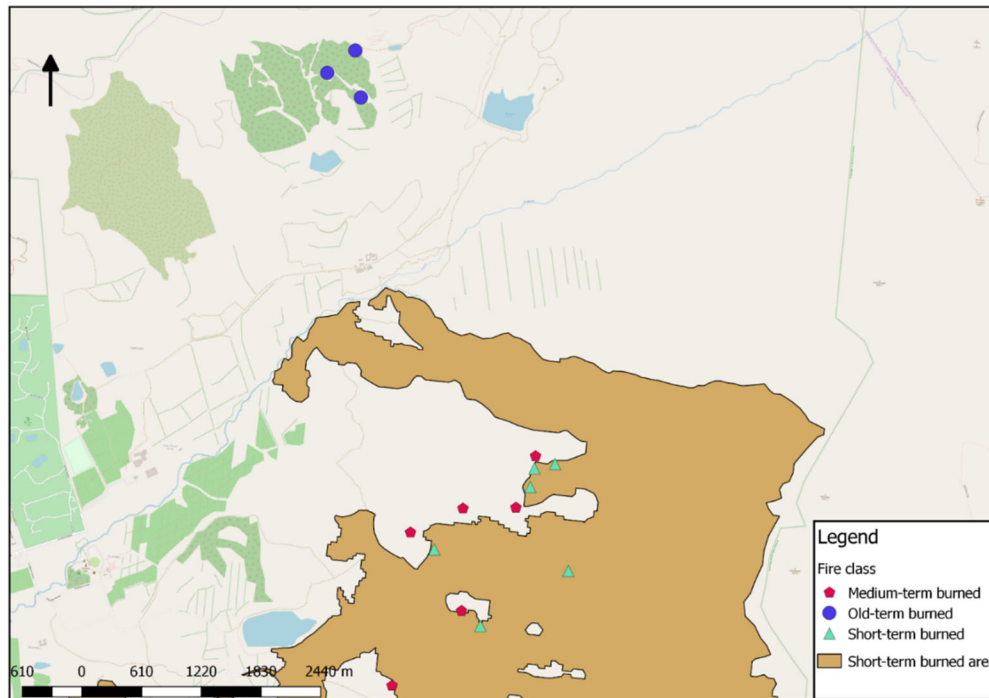 Legend
Fire class
Medium-term burned
Old-term burned
Short-term burned
Short-term burned are
610 0 610 1220 1830 2440 m